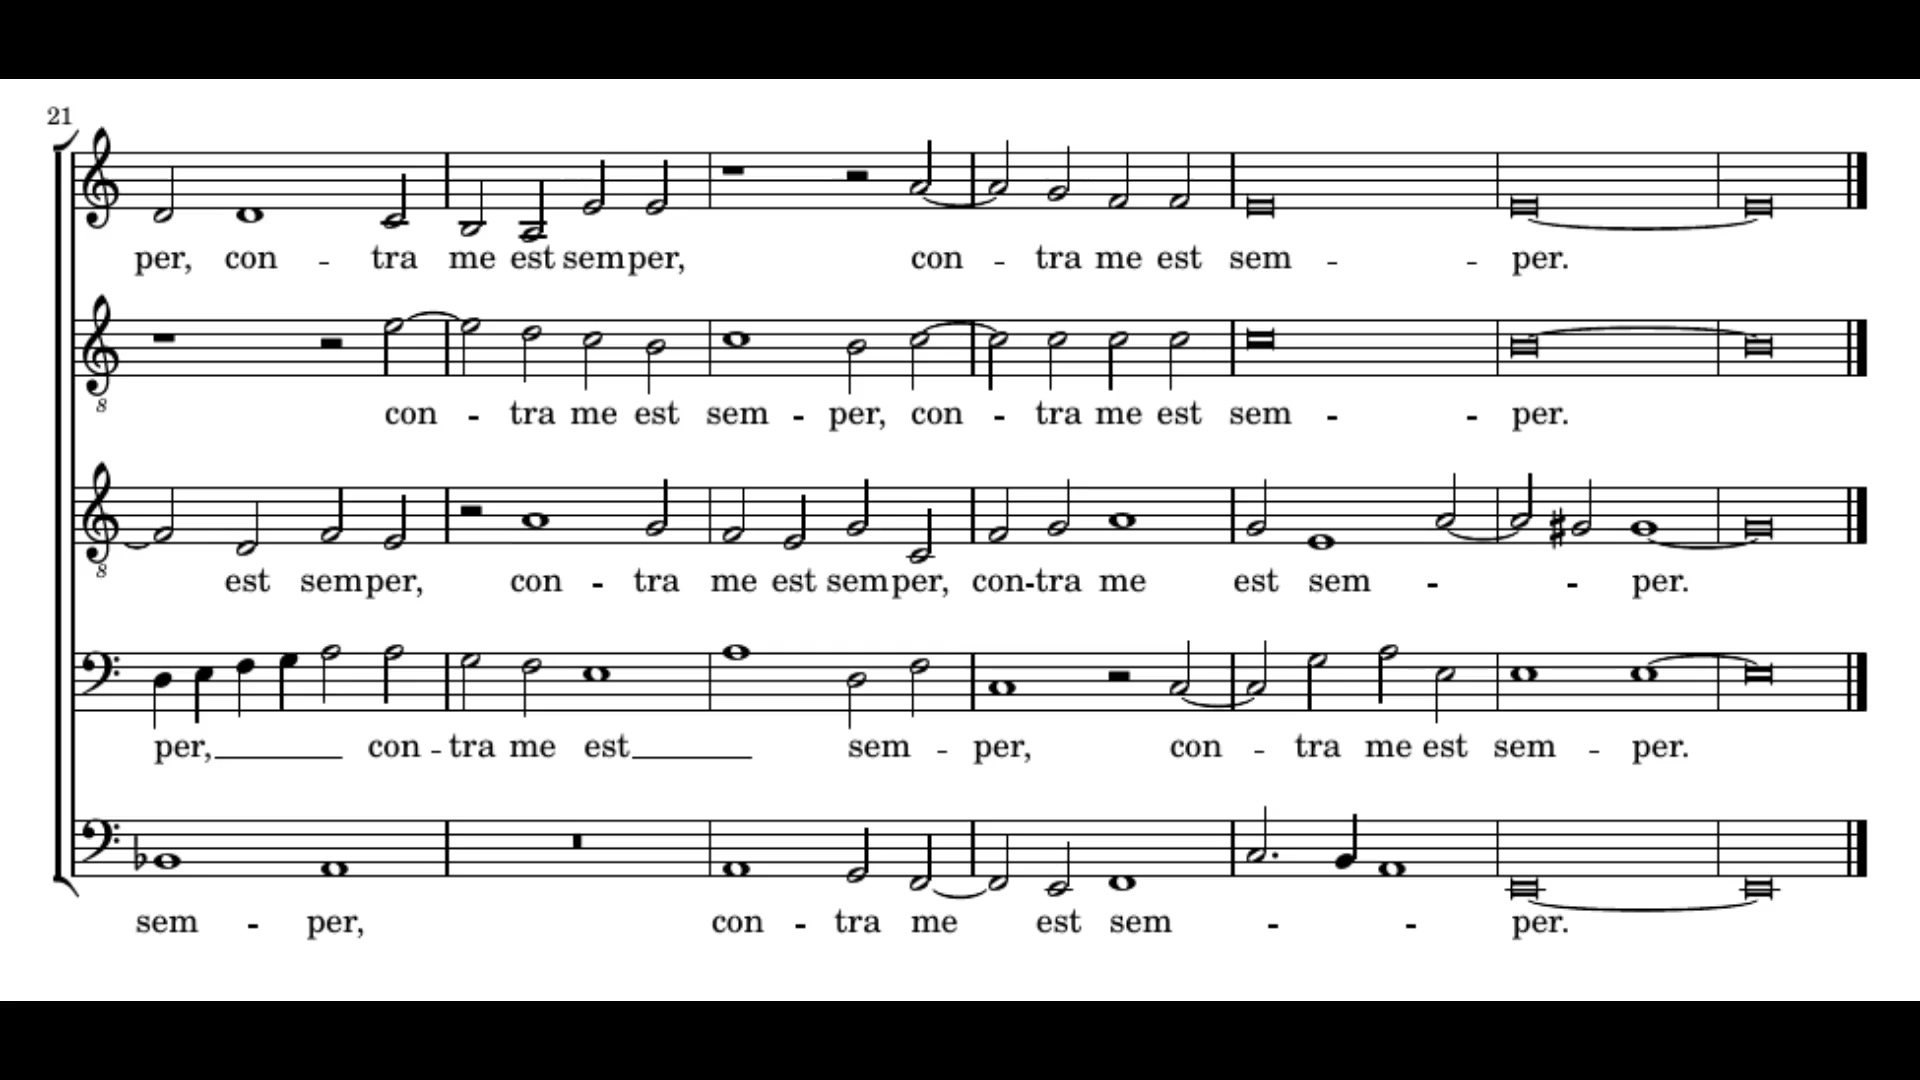 21
per, con - tra me est semper, con - tra me est sem - - per.
8
con - tra me est sem - per, con - tra me est sem - - per.
8
est semper, con - tra me est semper, con-tra me est sem - - per.
per, con - tra me est sem - per, con - tra me est sem - per.
sem - per, con - tra me est sem - - per.